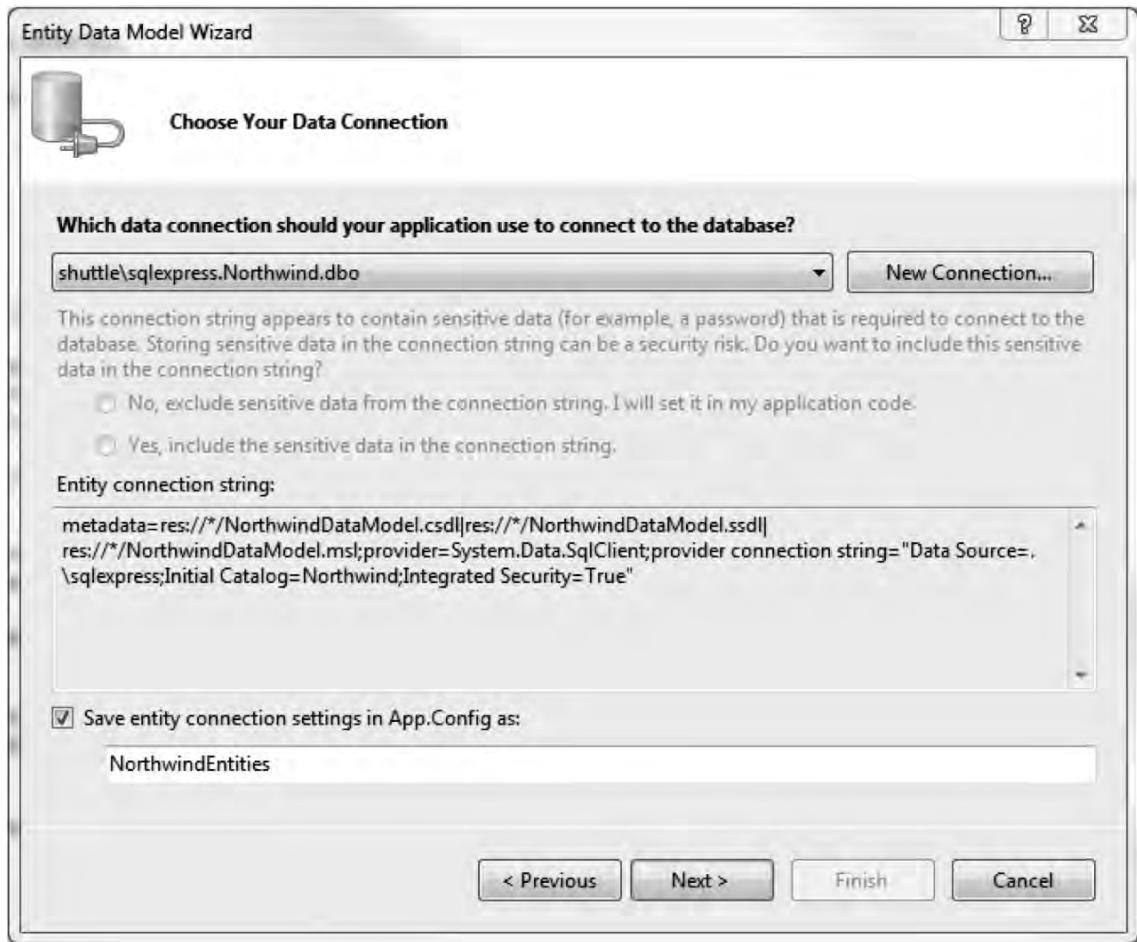 Entity Data Model Wizard
Choose Your Data Connection
Which data connection should your application use to connect to the database?
shuttle\sqlexpress.Northwind.dbo
New Connection...
This connection string appears to contain sensitive data (for example, a password) that is required to connect to the
database. Storing sensitive data in the connection string can be a security risk. Do you want to include this sensitive
data in the connection string?
No, exclude sensitive data from the connection string. I will set it in my application code.
Yes, include the sensitive data in the connection string.
Entity connection string:
metadata=res://*/NorthwindDataModel.csdl|res://*/NorthwindDataModel.ssdl|
res://*/NorthwindDataModel.msl;provider=System.Data.SqlClient;provider connection string="Data Source=.
\sqlexpress;Initial Catalog=Northwind;Integrated Security=True"
Save entity connection settings in App.Config as:
NorthwindEntities
< Previous
Next >
Finish
Cancel